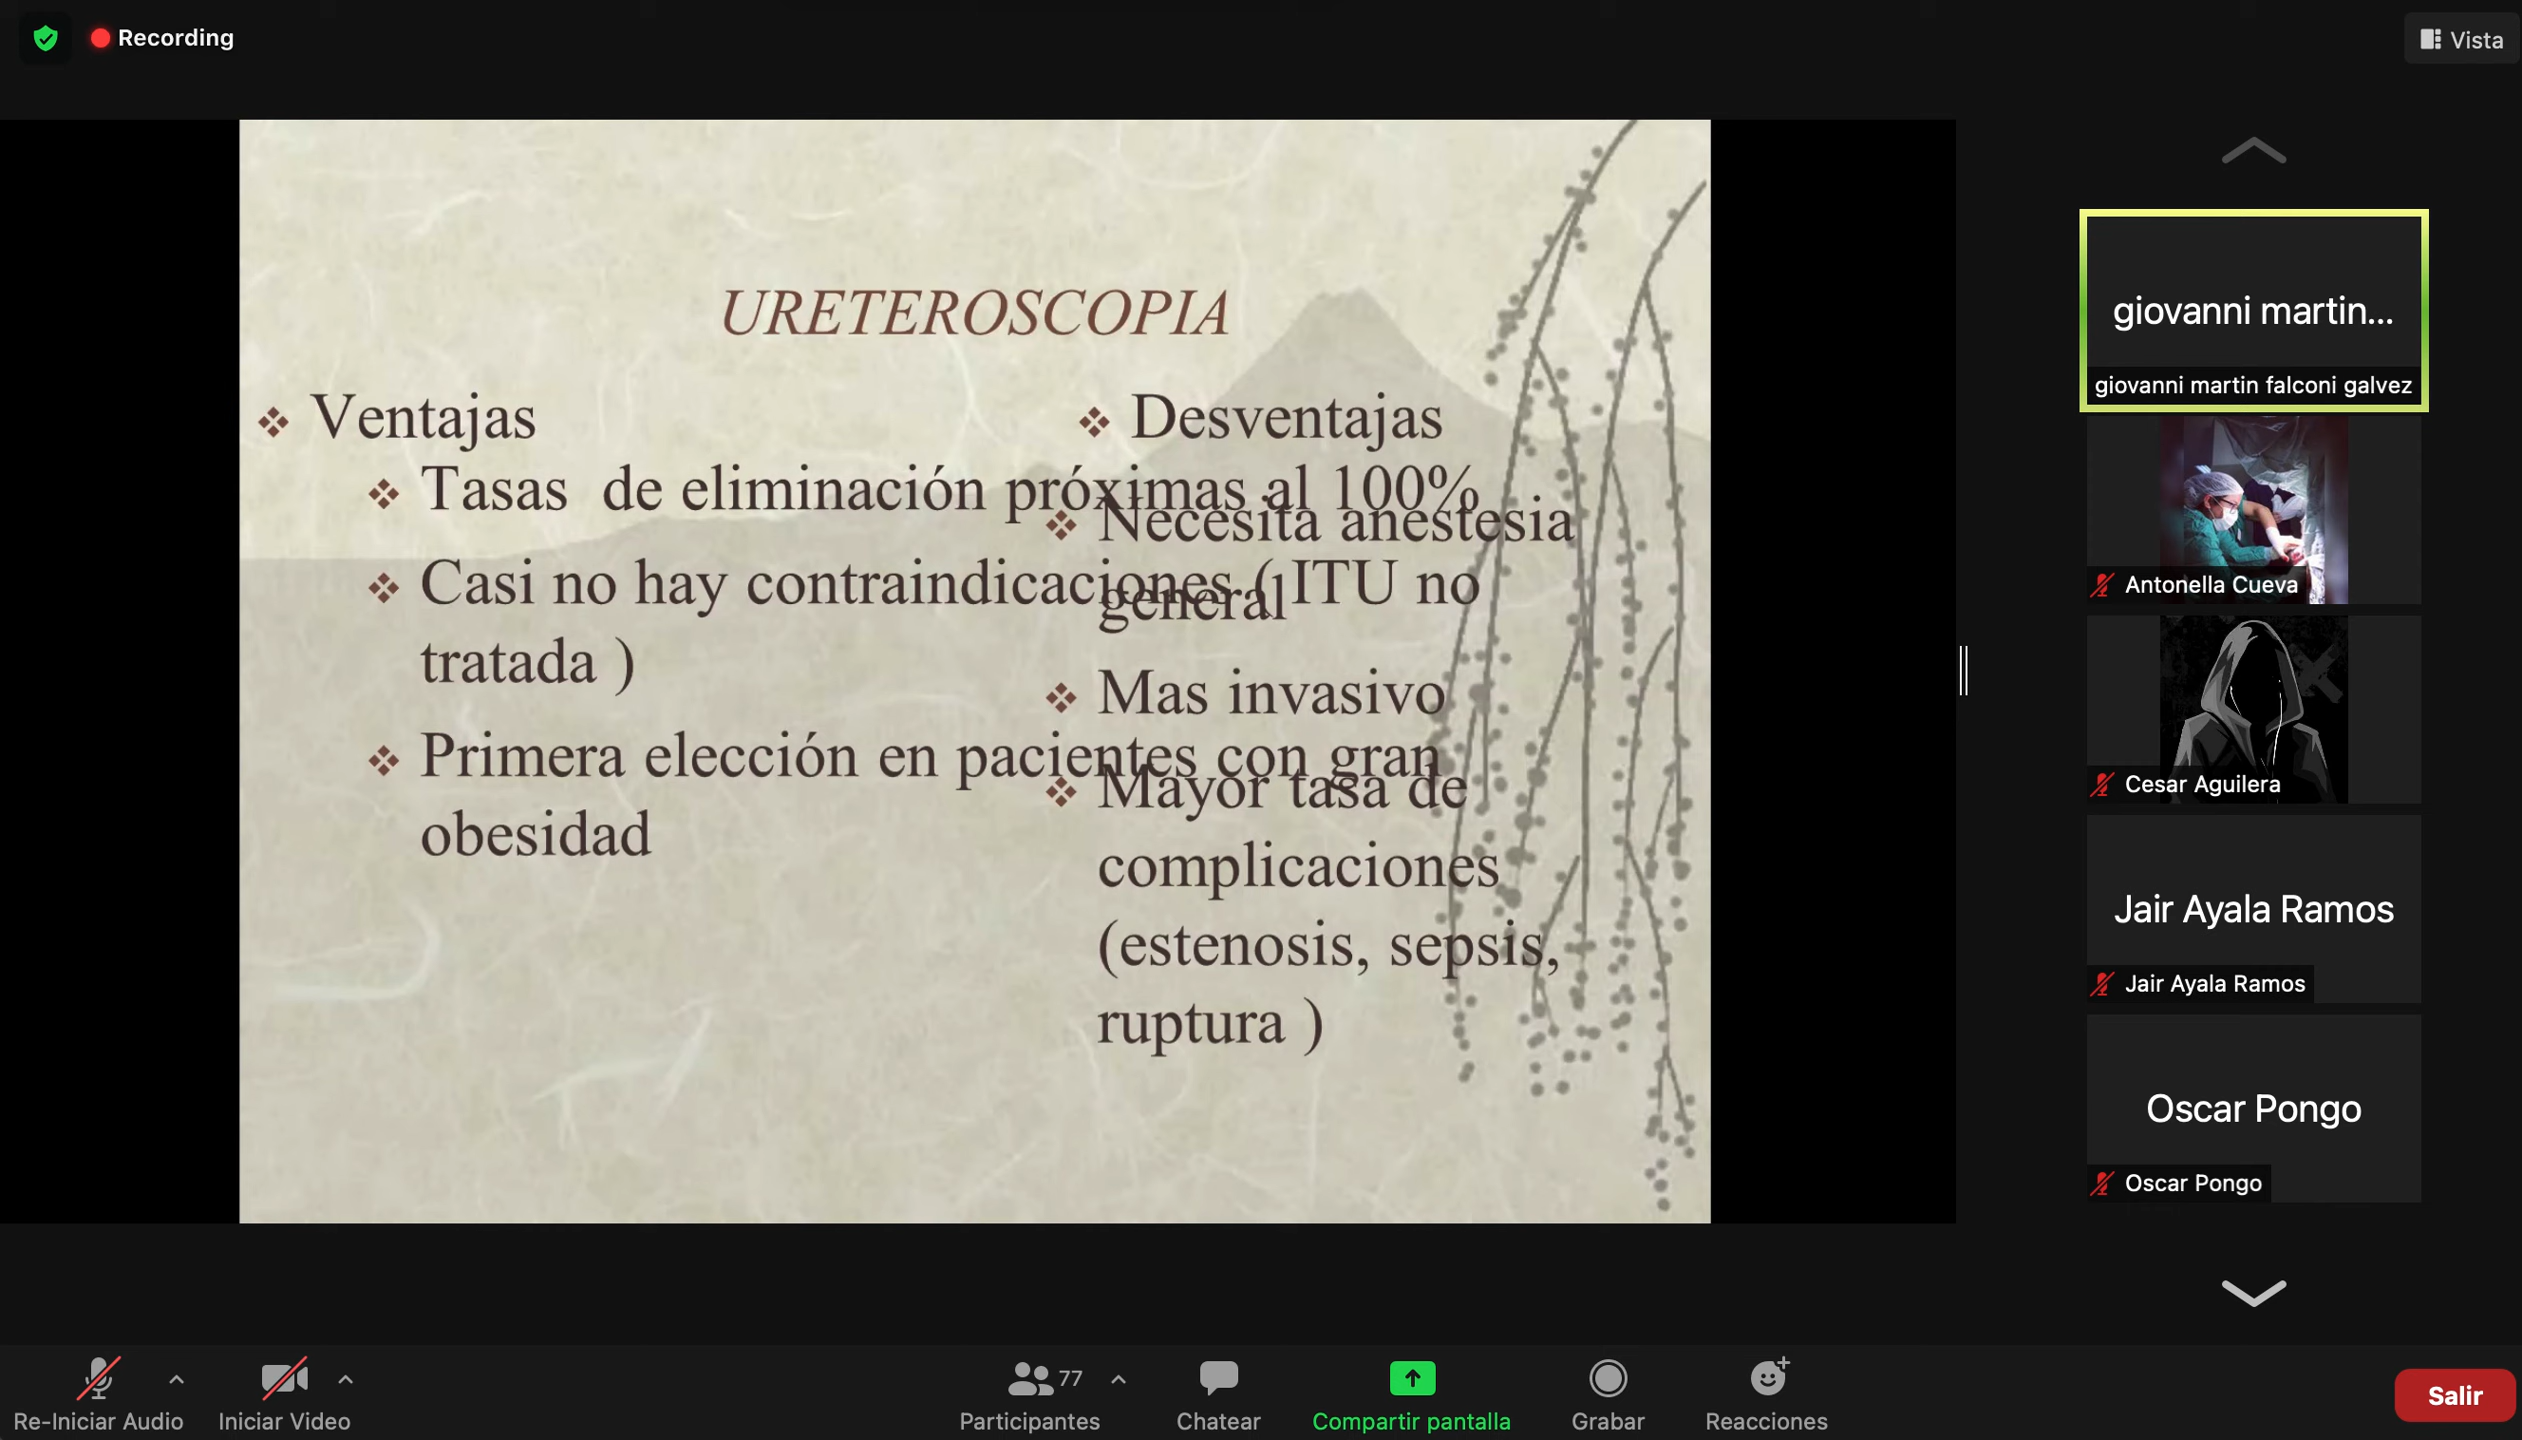 Recording
Vista
URETEROSCOPIA
Ventajas
Tasas de eliminación próximas al 100%
Casi no hay contraindicaciones ( ITU no
tratada )
Primera elección en pacientes con gran
obesidad
Desventajas
Necesita anestesia
general
Mas invasivo
Mayor tasa de
complicaciones
(estenosis, sepsis,
ruptura )
giovanni martin...
giovanni martin falconi galvez
Antonella Cueva
Cesar Aguilera
Jair Ayala Ramos
Jair Ayala Ramos
Oscar Pongo
Oscar Pongo
Re-Iniciar Audio
Iniciar Video
77
Participantes
Chatear
Compartir pantalla
Grabar
Reacciones
Salir